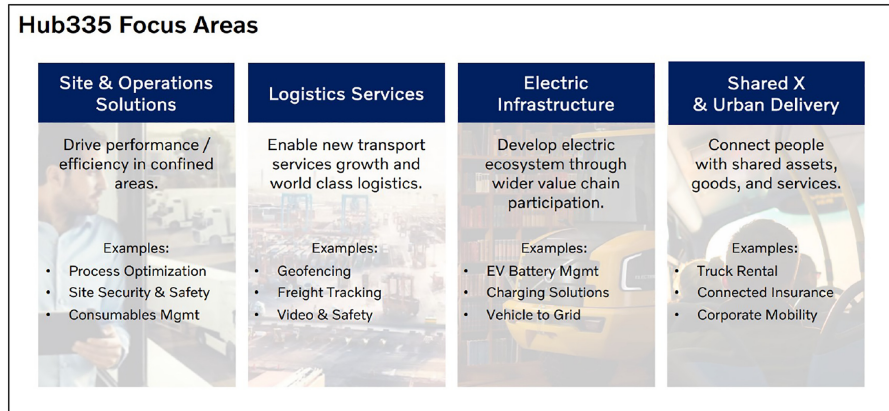 Hub335 Focus Areas
Site & Operations
Solutions
Drive performance /
efficiency in confined
areas.
Examples:
• Process Optimization
• Site Security & Safety
• Consumables Mgmt
Logistics Services
Enable new transport
services growth and
world class logistics.
Examples:
• Geofencing
• Freight Tracking
• Video & Safety
Electric
Infrastructure
Develop electric
ecosystem through
wider value chain
participation.
Examples:
• EV Battery Mgmt
• Charging Solutions
• Vehicle to Grid
Shared X
& Urban Delivery
Connect people
with shared assets,
goods, and services.
Examples:
• Truck Rental
• Connected Insurance
• Corporate Mobility